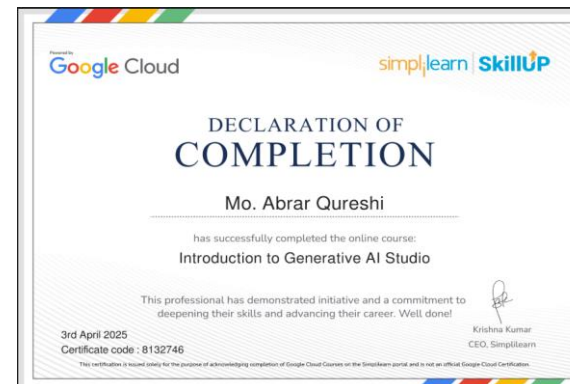 Powered by
Google Cloud
simplilearn SkillUP
DECLARATION OF
COMPLETION
Mo. Abrar Qureshi
has successfully completed the online course:
Introduction to Generative AI Studio
This professional has demonstrated initiative and a commitment to
deepening their skills and advancing their career. Well done!
3rd April 2025
Certificate code : 8132746
Krishna Kumar
CEO, Simplilearn
This certification is issued solely for the purpose of acknowledging completion of Google Cloud Courses on the Simplilearn portal and is not an official Google Cloud Certification.